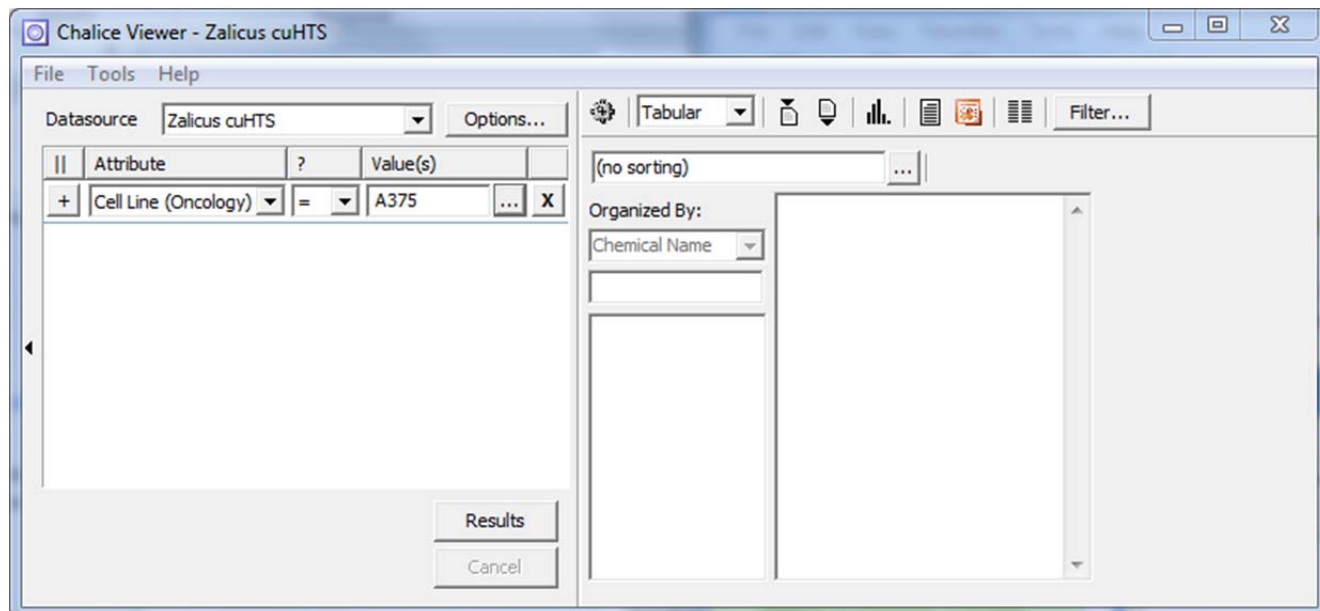 Chalice Viewer - Zalicus cuHTS
File Tools Help
Datasource Zalicus cuHTS Options...
|| Attribute ? Value(s)
+ Cell Line (Oncology) = A375 ... X
Results
Cancel
Tabular Filter...
(no sorting) ...
Organized By:
Chemical Name